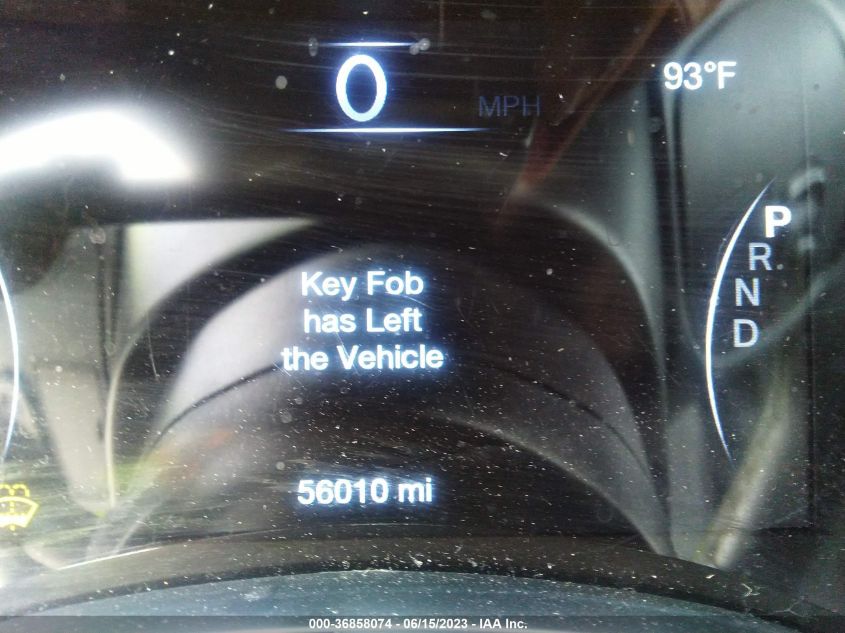 0
MPH
93°F
P
R
N
D
Key Fob
has Left
the Vehicle
56010 mi
000-36858074 - 06/15/2023 - IAA Inc.